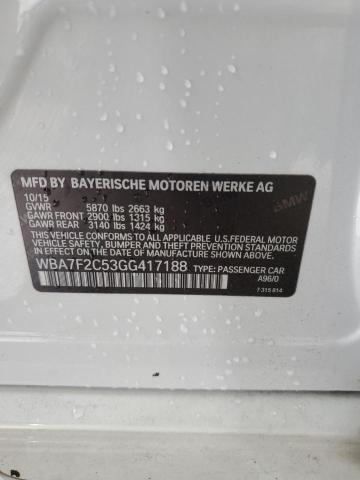 MFD BY BAYERISCHE MOTOREN WERKE AG
10/15
GVWR 5870 lbs 2663 kg
GAWR FRONT 2900 lbs 1315 kg
GAWR REAR 3140 lbs 1424 kg
THIS VEHICLE CONFORMS TO ALL APPLICABLE U.S. FEDERAL MOTOR
VEHICLE SAFETY, BUMPER, AND THEFT PREVENTION STANDARDS
IN EFFECT ON THE DATE OF MANUFACTURE SHOWN ABOVE.
WBA7F2C53GG417188 TYPE: PASSENGER CAR
A96/0
7 315 814
BMW